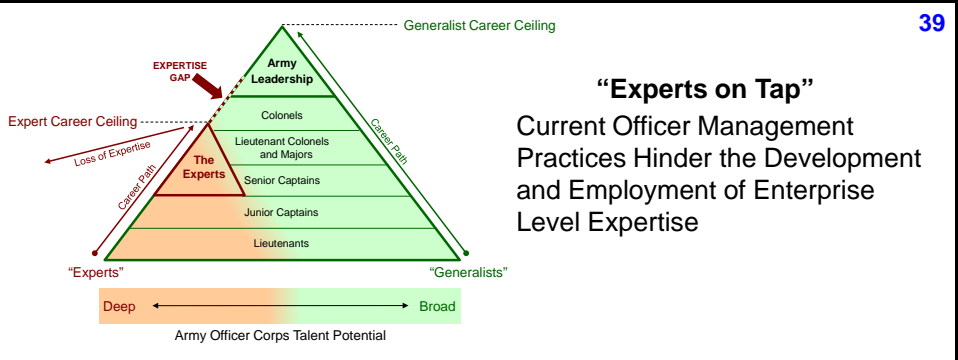 39
Generalist Career Ceiling
EXPERTISE
GAP
Army
Leadership
Expert Career Ceiling
Loss of Expertise
Career Path
The
Experts
Colonels
Lieutenant Colonels
and Majors
Senior Captains
Junior Captains
Lieutenants
Career Path
"Experts"
"Generalists"
Deep
Broad
Army Officer Corps Talent Potential
“Experts on Tap”
Current Officer Management
Practices Hinder the Development
and Employment of Enterprise
Level Expertise